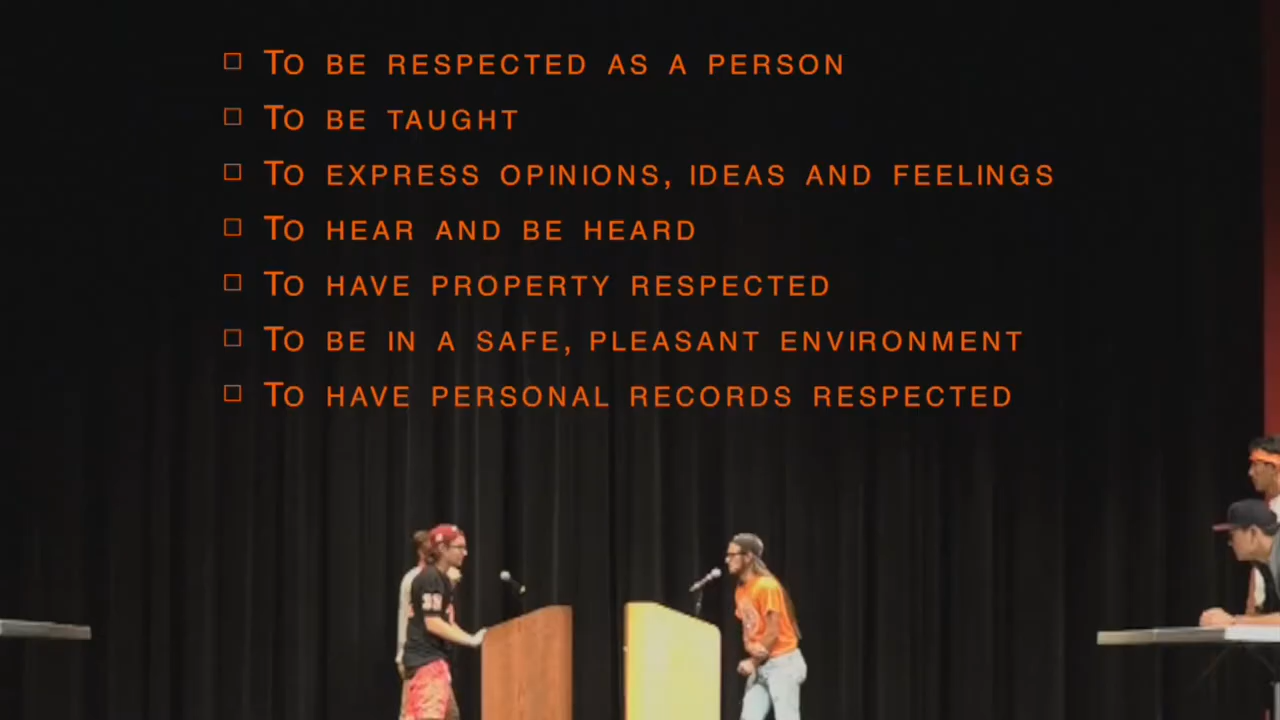 To be respected as a person
To be taught
To express opinions, ideas and feelings
To hear and be heard
To have property respected
To be in a safe, pleasant environment
To have personal records respected